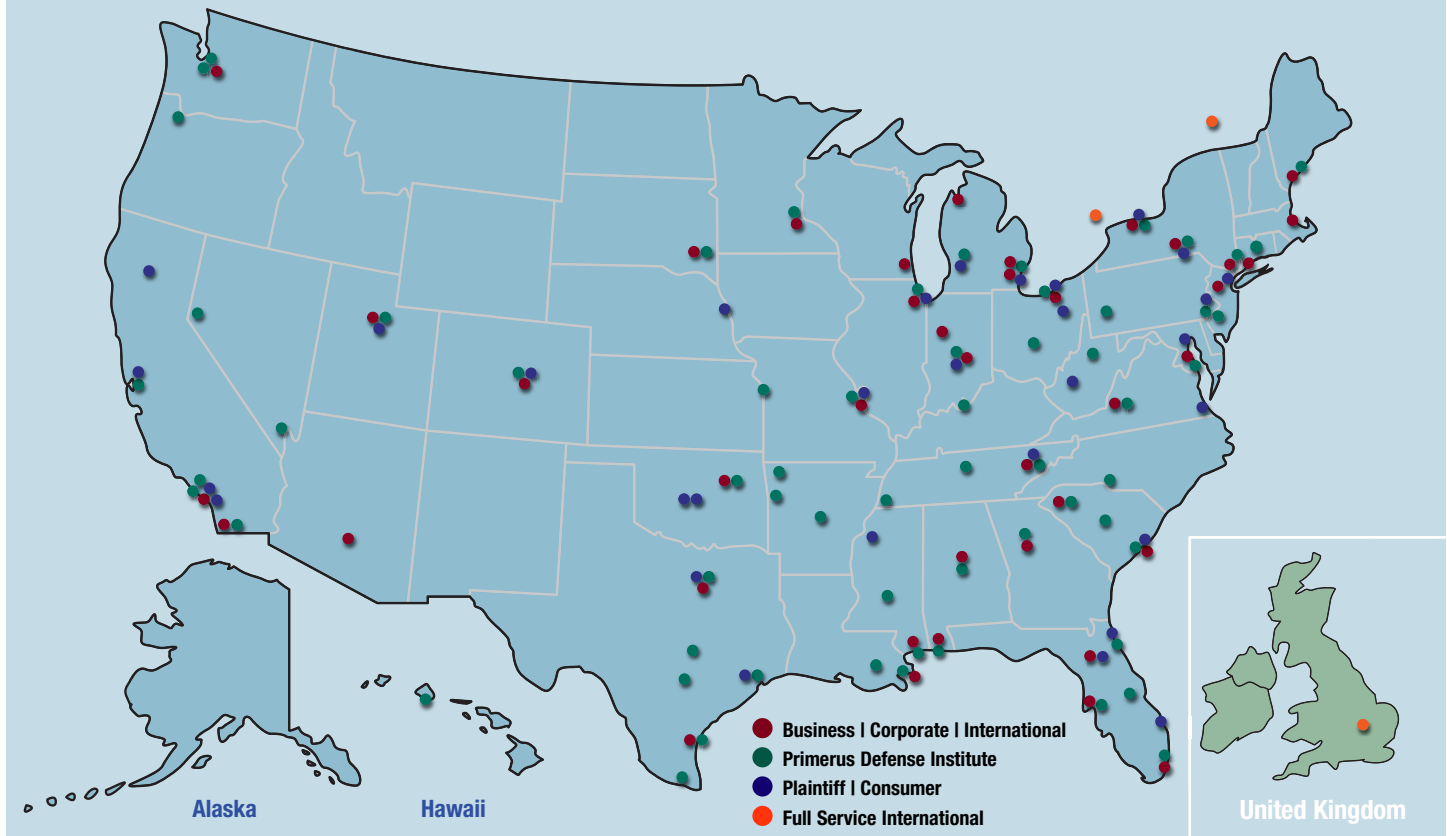 Business | Corporate | International
Primerus Defense Institute
Plaintiff | Consumer
Full Service International
Alaska
Hawaii
United Kingdom